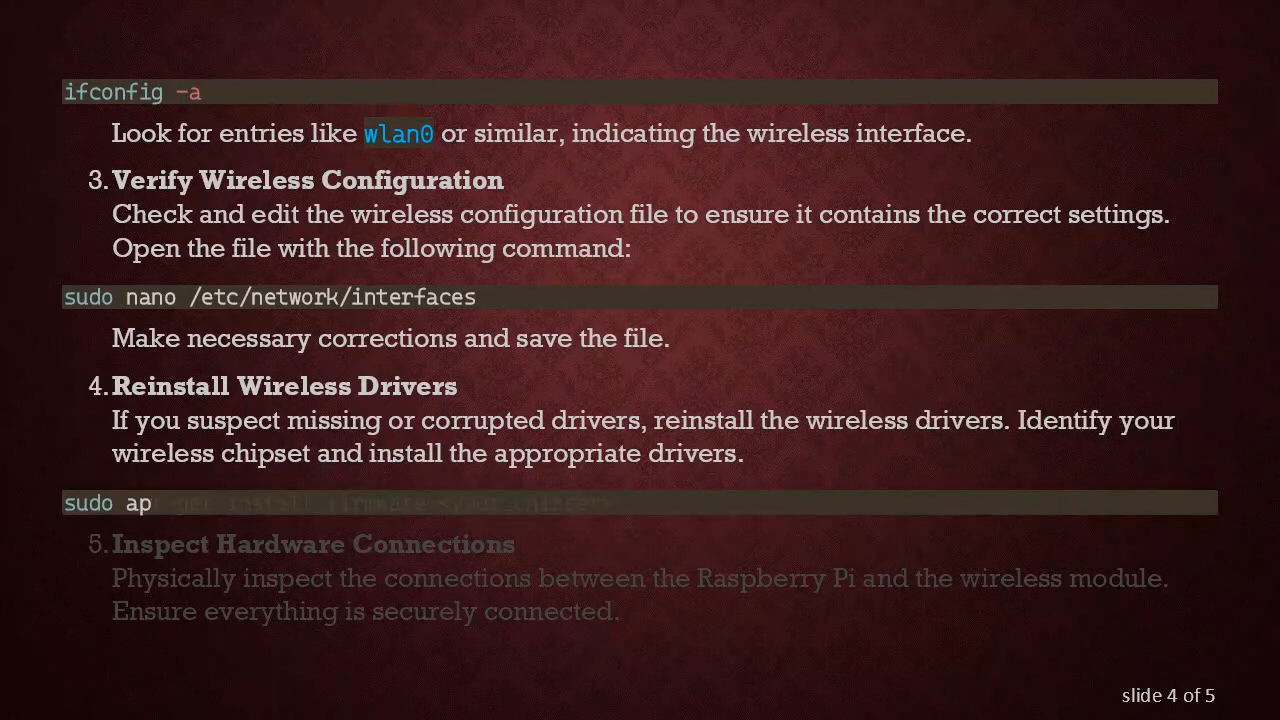 ifconfig -a
Look for entries like wlan0 or similar, indicating the wireless interface.
3. Verify Wireless Configuration
Check and edit the wireless configuration file to ensure it contains the correct settings.
Open the file with the following command:
sudo nano /etc/network/interfaces
Make necessary corrections and save the file.
4. Reinstall Wireless Drivers
If you suspect missing or corrupted drivers, reinstall the wireless drivers. Identify your
wireless chipset and install the appropriate drivers.
sudo ap
5. Inspect Hardware Connections
Physically inspect the connections between the Raspberry Pi and the wireless module.
Ensure everything is securely connected.
slide 4 of 5